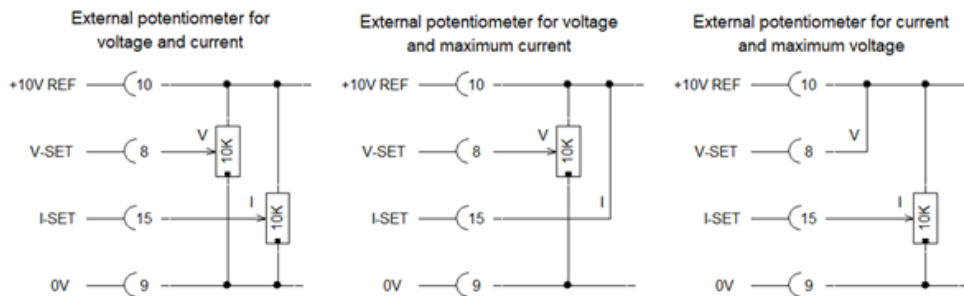 External potentiometer for
voltage and current
+10V REF 10
V-SET 8 V 10K
I-SET 15 I 10K
0V 9
External potentiometer for voltage
and maximum current
+10V REF 10
V-SET 8 V 10K
I-SET 15 I
0V 9
External potentiometer for current
and maximum voltage
+10V REF 10
V-SET 8 V
I-SET 15 I 10K
0V 9